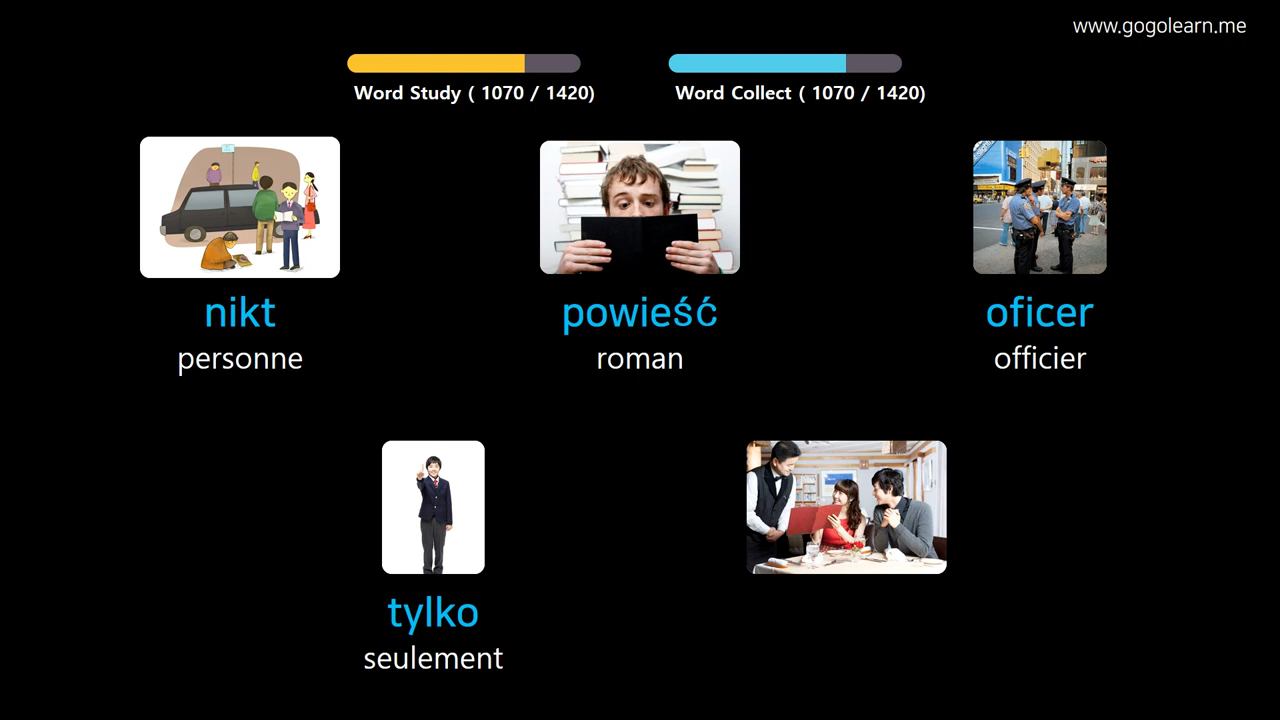 www.gogolearn.me
Word Study ( 1070 / 1420)
Word Collect ( 1070 / 1420)
nikt
personne
powieść
roman
oficer
officier
tylko
seulement